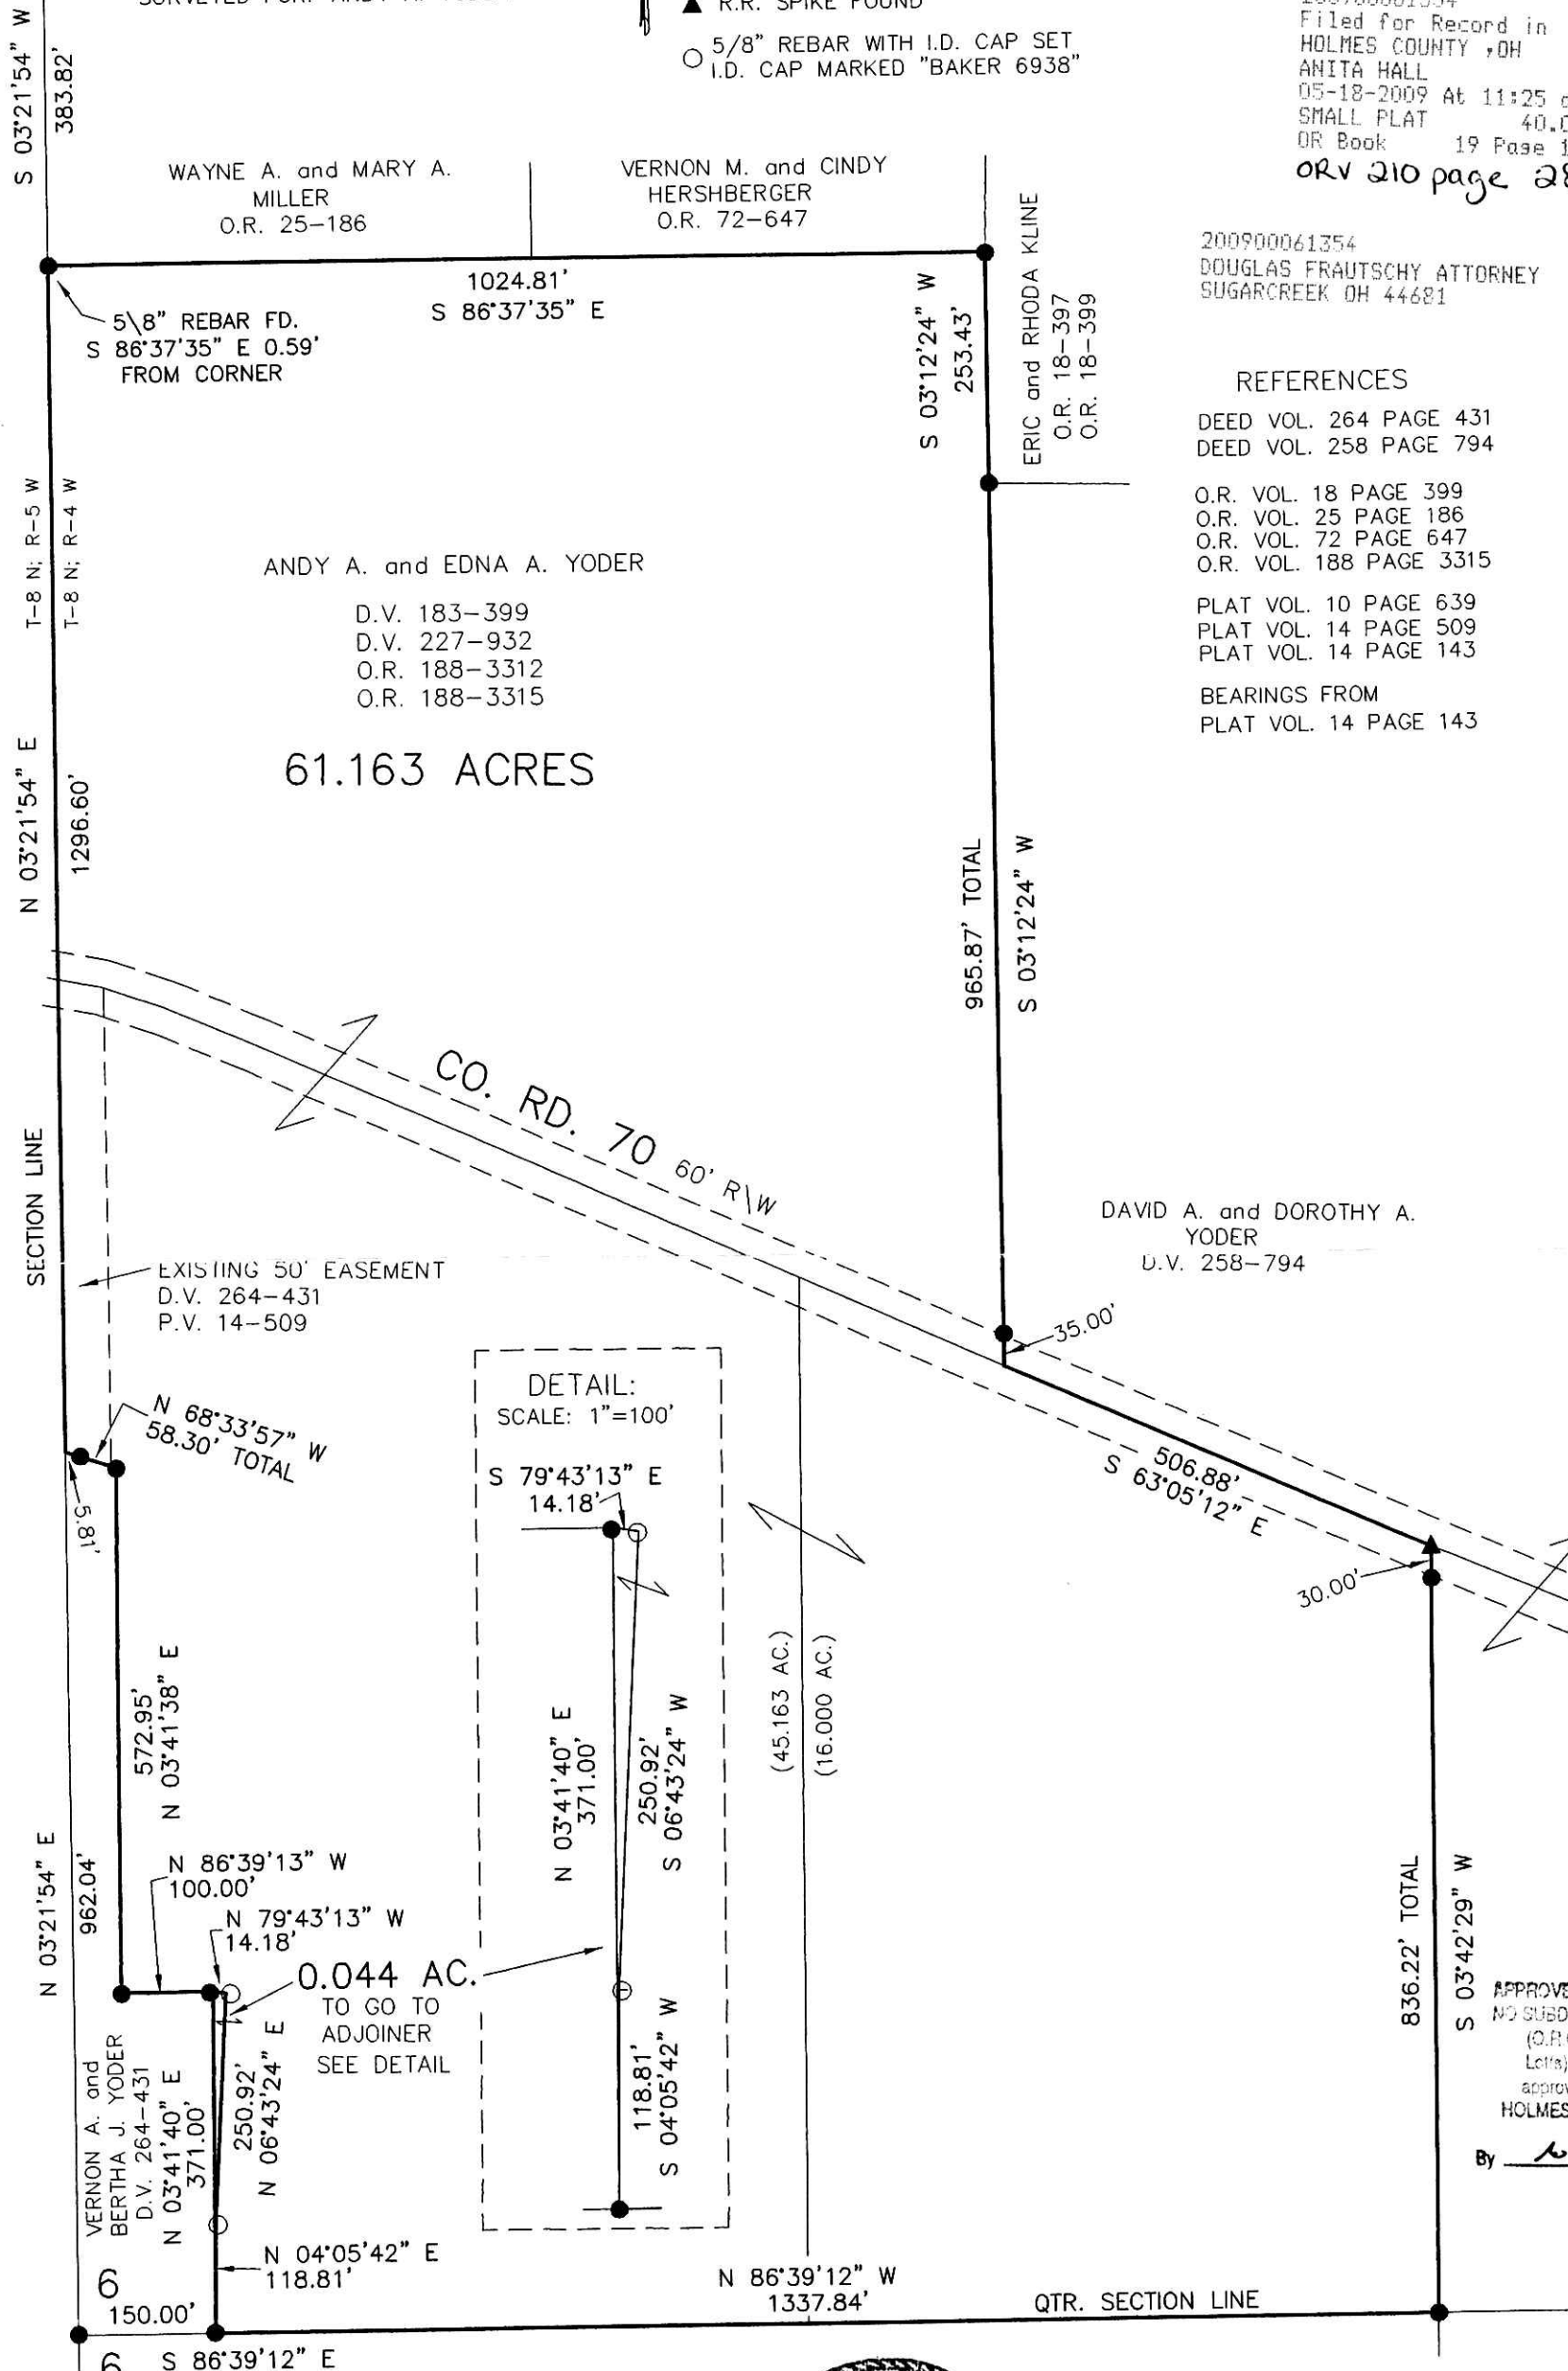 ▲ R.R. SPIKE FOUND
○ 5/8" REBAR WITH I.D. CAP SET
I.D. CAP MARKED "BAKER 6938"
Filed for Record in
HOLMES COUNTY ,OH
ANITA HALL
05-18-2009 At 11:25
SMALL PLAT
OR Book 19 Page
ORV 210 page
200900061354
DOUGLAS FRAUTSCHY ATTORNEY
SUGARCREEK OH 44681
S 03°21'54" W
383.82'
WAYNE A. and MARY A.
MILLER
O.R. 25-186
VERNON M. and CINDY
HERSHBERGER
O.R. 72-647
1024.81'
S 86°37'35" E
5\8" REBAR FD.
S 86°37'35" E 0.59'
FROM CORNER
S 03°12'24" W
253.43'
ERIC and RHODA KLINE
O.R. 18-397
O.R. 18-399
REFERENCES
DEED VOL. 264 PAGE 431
DEED VOL. 258 PAGE 794
O.R. VOL. 18 PAGE 399
O.R. VOL. 25 PAGE 186
O.R. VOL. 72 PAGE 647
O.R. VOL. 188 PAGE 3315
PLAT VOL. 10 PAGE 639
PLAT VOL. 14 PAGE 509
PLAT VOL. 14 PAGE 143
BEARINGS FROM
PLAT VOL. 14 PAGE 143
T-8 N; R-5 W
T-8 N; R-4 W
ANDY A. and EDNA A. YODER
D.V. 183-399
D.V. 227-932
O.R. 188-3312
O.R. 188-3315
61.163 ACRES
N 03°21'54" E
1296.60'
965.87' TOTAL
S 03°12'24" W
CO. RD. 70 60' R\W
SECTION LINE
DAVID A. and DOROTHY A.
YODER
D.V. 258-794
EXISTING 50' EASEMENT
D.V. 264-431
P.V. 14-509
35.00'
DETAIL:
SCALE: 1"=100'
S 79°43'13" E
14.18'
N 68°33'57" W
58.30' TOTAL
5.81'
506.88'
S 63°05'12" E
30.00'
572.95'
N 03°41'38" E
N 03°41'40" E
371.00'
250.92'
S 06°43'24" W
(45.163 AC.)
(16.000 AC.)
N 03°21'54" E
962.04'
N 86°39'13" W
100.00'
N 79°43'13" W
14.18'
0.044 AC.
TO GO TO
ADJOINER
SEE DETAIL
836.22' TOTAL
S 03°42'29" W
VERNON A. and
BERTHA J. YODER
D.V. 264-431
N 03°41'40" E
371.00'
250.92'
N 06°43'24" E
118.81'
S 04°05'42" W
HOLMES
By
N 04°05'42" E
118.81'
6
150.00'
N 86°39'12" W
1337.84'
QTR. SECTION LINE
6
S 86°39'12" E